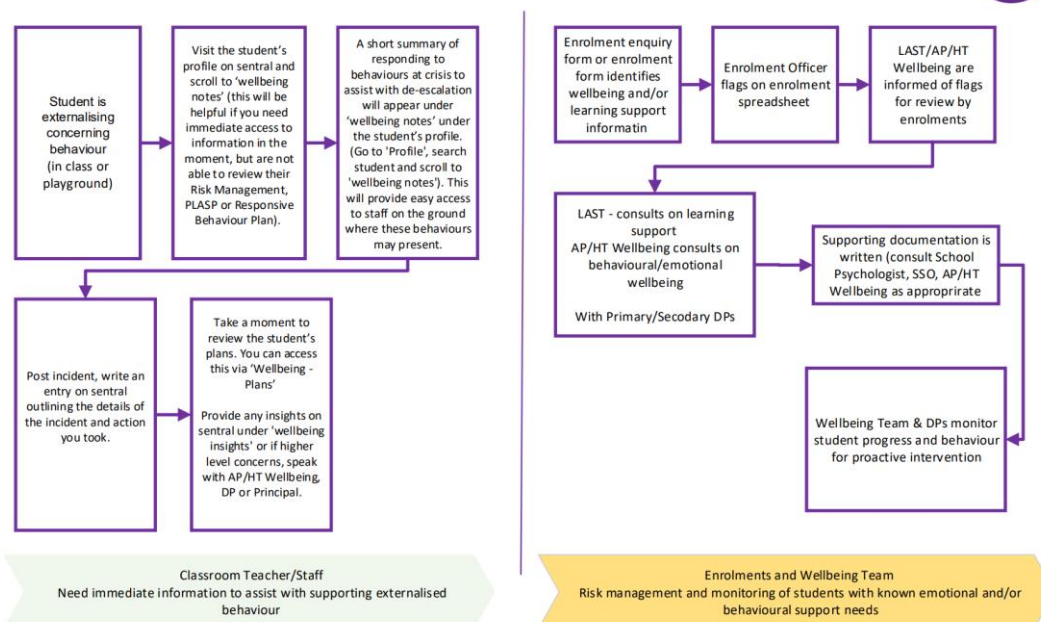 Student is
externalising
concerning
behaviour
(in class or
playground)
Visit the student's
profile on sentral and
scroll to 'wellbeing
notes' (this will be
helpful if you need
immediate access to
information in the
moment, but are not
able to review their
Risk Management,
PLASP or Responsive
Behaviour Plan).
A short summary of
responding to
behaviours at crisis to
assist with de-escalation
will appear under
'wellbeing notes' under
the student's profile.
(Go to 'Profile', search
student and scroll to
'wellbeing notes'). This
will provide easy access
to staff on the ground
where these behaviours
may present.
Post incident, write an
entry on sentral
outlining the details of
the incident and action
you took.
Take a moment to
review the student's
plans. You can access
this via 'Wellbeing -
Plans'
Provide any insights on
sentral under 'wellbeing
insights' or if higher
level concerns, speak
with AP/HT Wellbeing,
DP or Principal.
Classroom Teacher/Staff
Need immediate information to assist with supporting externalised
behaviour
Enrolment enquiry
form or enrolment
form identifies
wellbeing and/or
learning support
informatin
Enrolment Officer
flags on enrolment
spreadsheet
LAST/AP/HT
Wellbeing are
informed of flags
for review by
enrolments
LAST - consults on learning
support
AP/HT Wellbeing consults on
behavioural/emotional
wellbeing
With Primary/Secodary DPs
Supporting documentation is
written (consult School
Psychologist, SSO, AP/HT
Wellbeing as approprirate
Wellbeing Team & DPs monitor
student progress and behaviour
for proactive intervention
Enrolments and Wellbeing Team
Risk management and monitoring of students with known emotional and/or
behavioural support needs